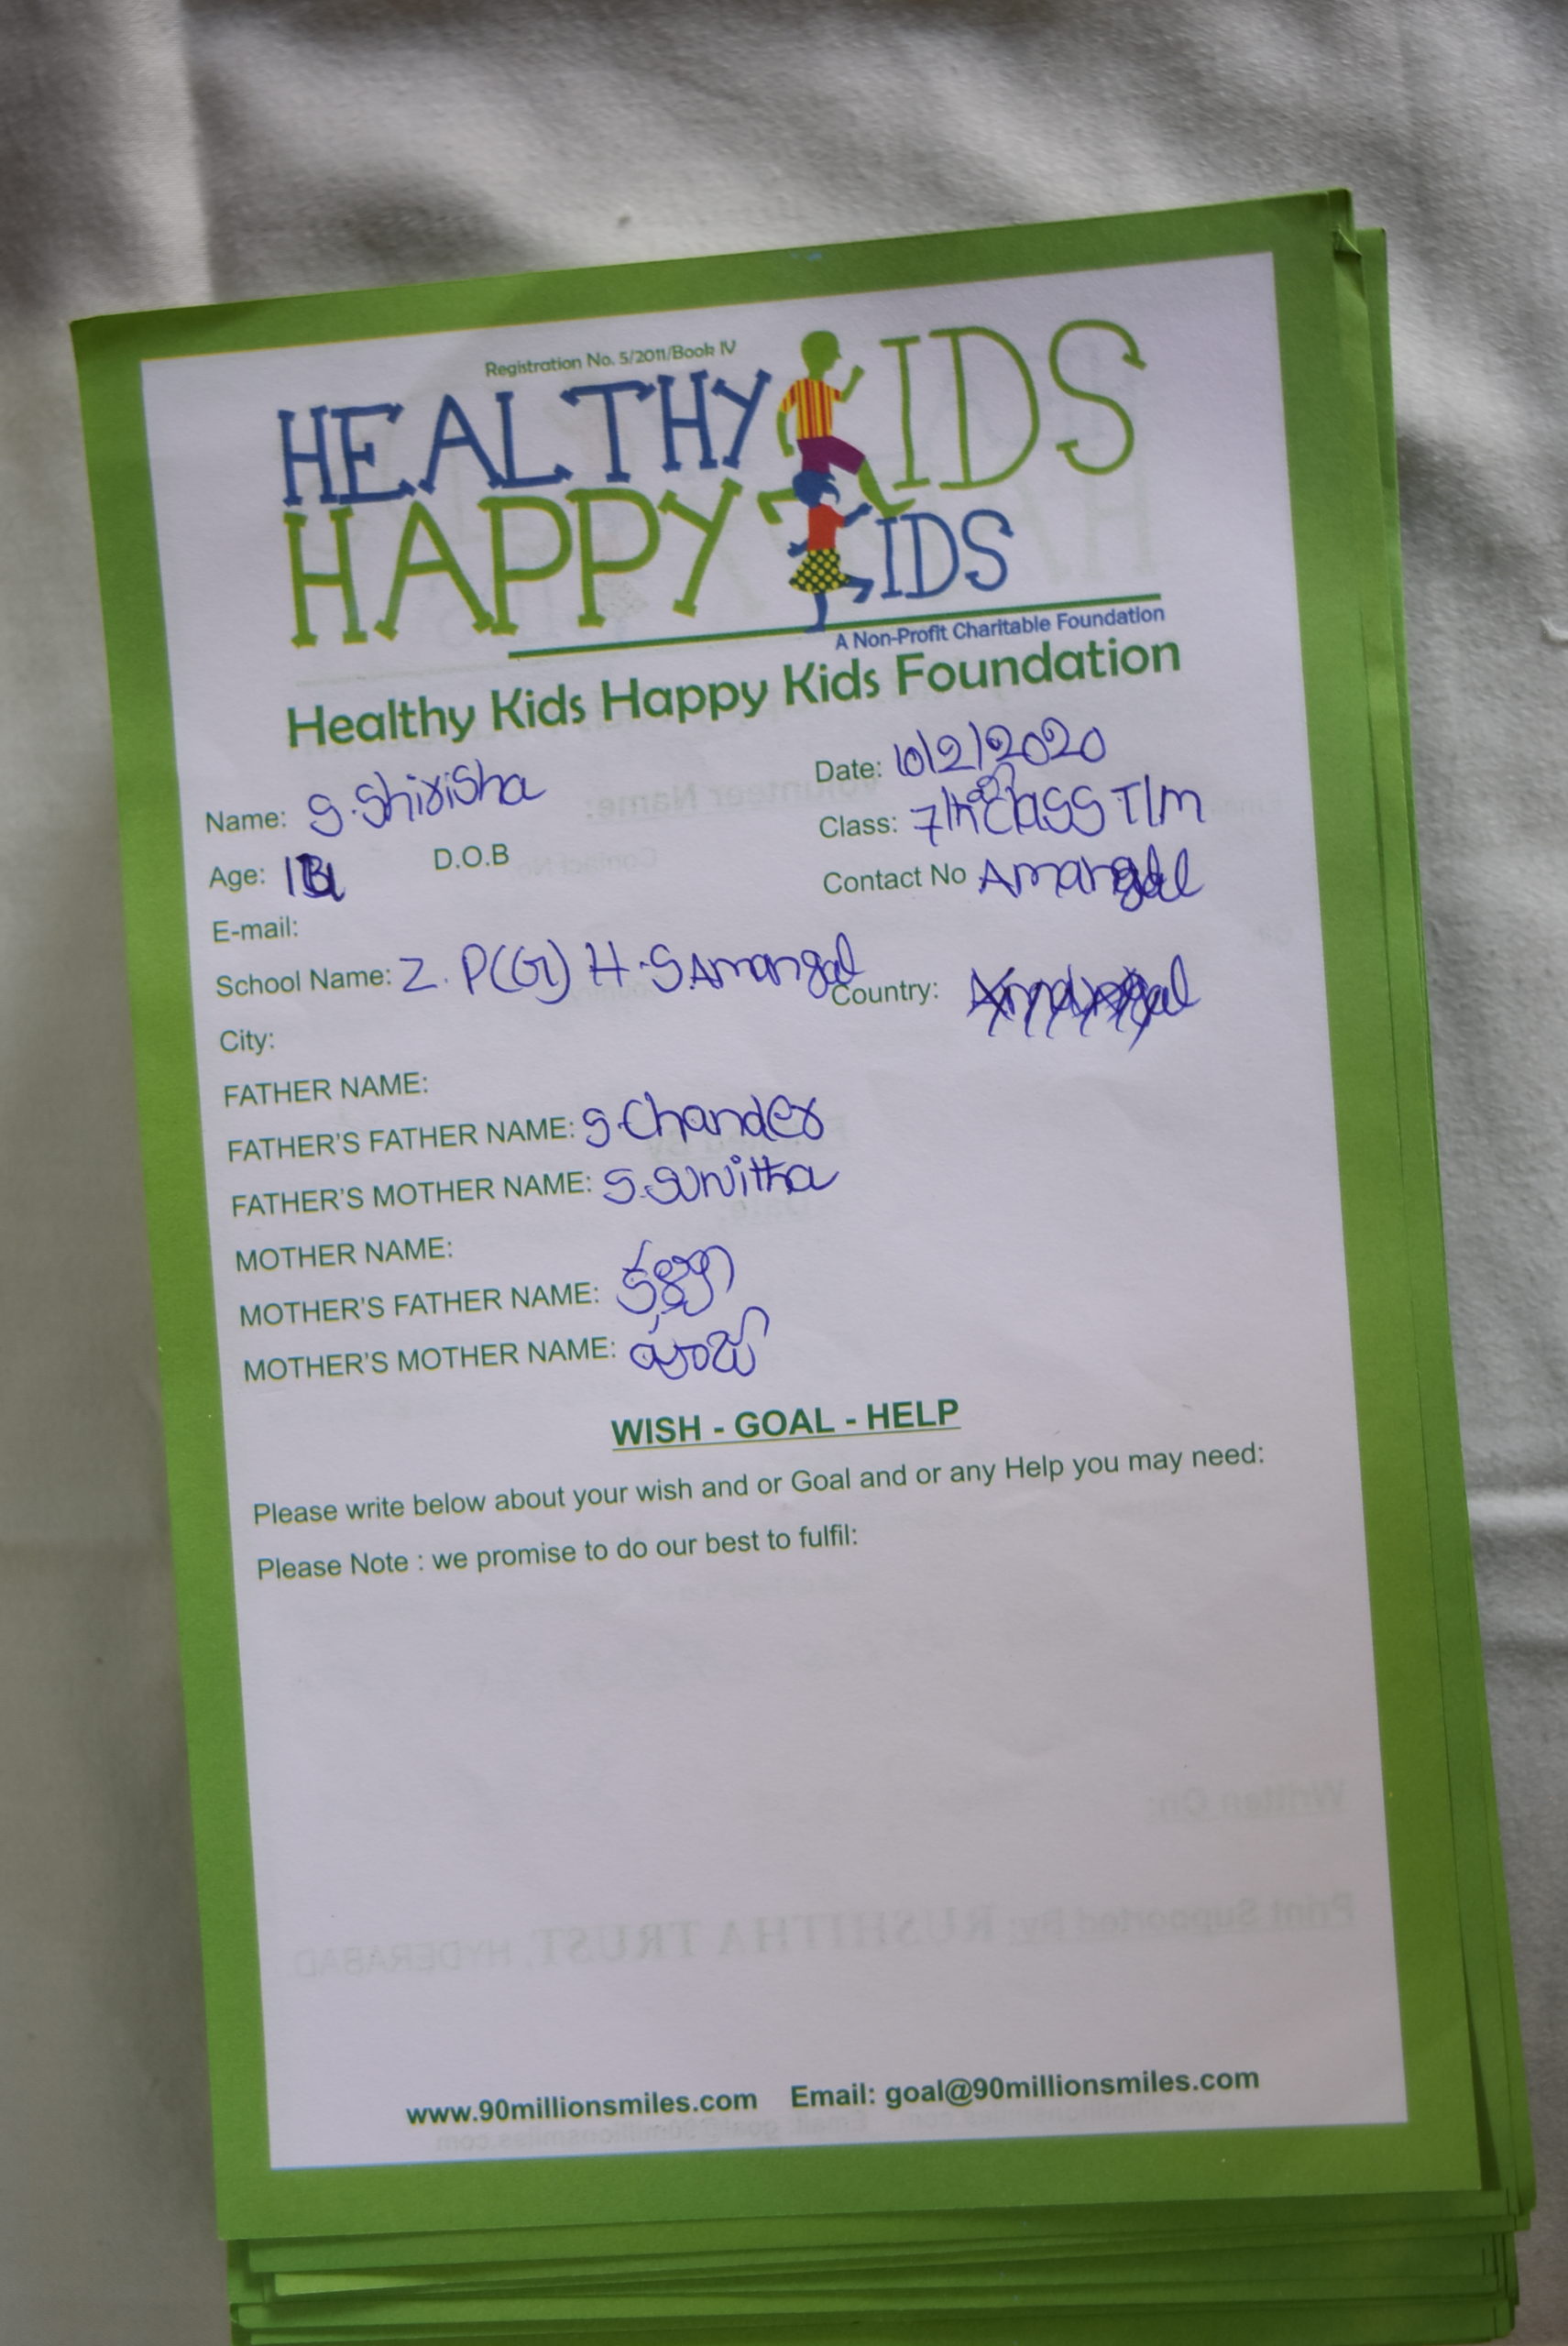 Registration No. 5/2011/Book IV
HEALTHY KIDS
HAPPY KIDS
A Non-Profit Charitable Foundation
Healthy Kids Happy Kids Foundation
Name: S.Shirisha Date: 10/2/2020
Age: D.O.B Class: 7th class T/M
E-mail: Contact No Amangal
School Name: Z.P(G) H.S Amangal Country:
City:
FATHER NAME:
FATHER'S FATHER NAME: S Chander
FATHER'S MOTHER NAME: S.Sunitha
MOTHER NAME:
MOTHER'S FATHER NAME:
MOTHER'S MOTHER NAME:
WISH - GOAL - HELP
Please write below about your wish and or Goal and or any Help you may need:
Please Note : we promise to do our best to fulfil:
www.90millionsmiles.com Email: goal@90millionsmiles.com